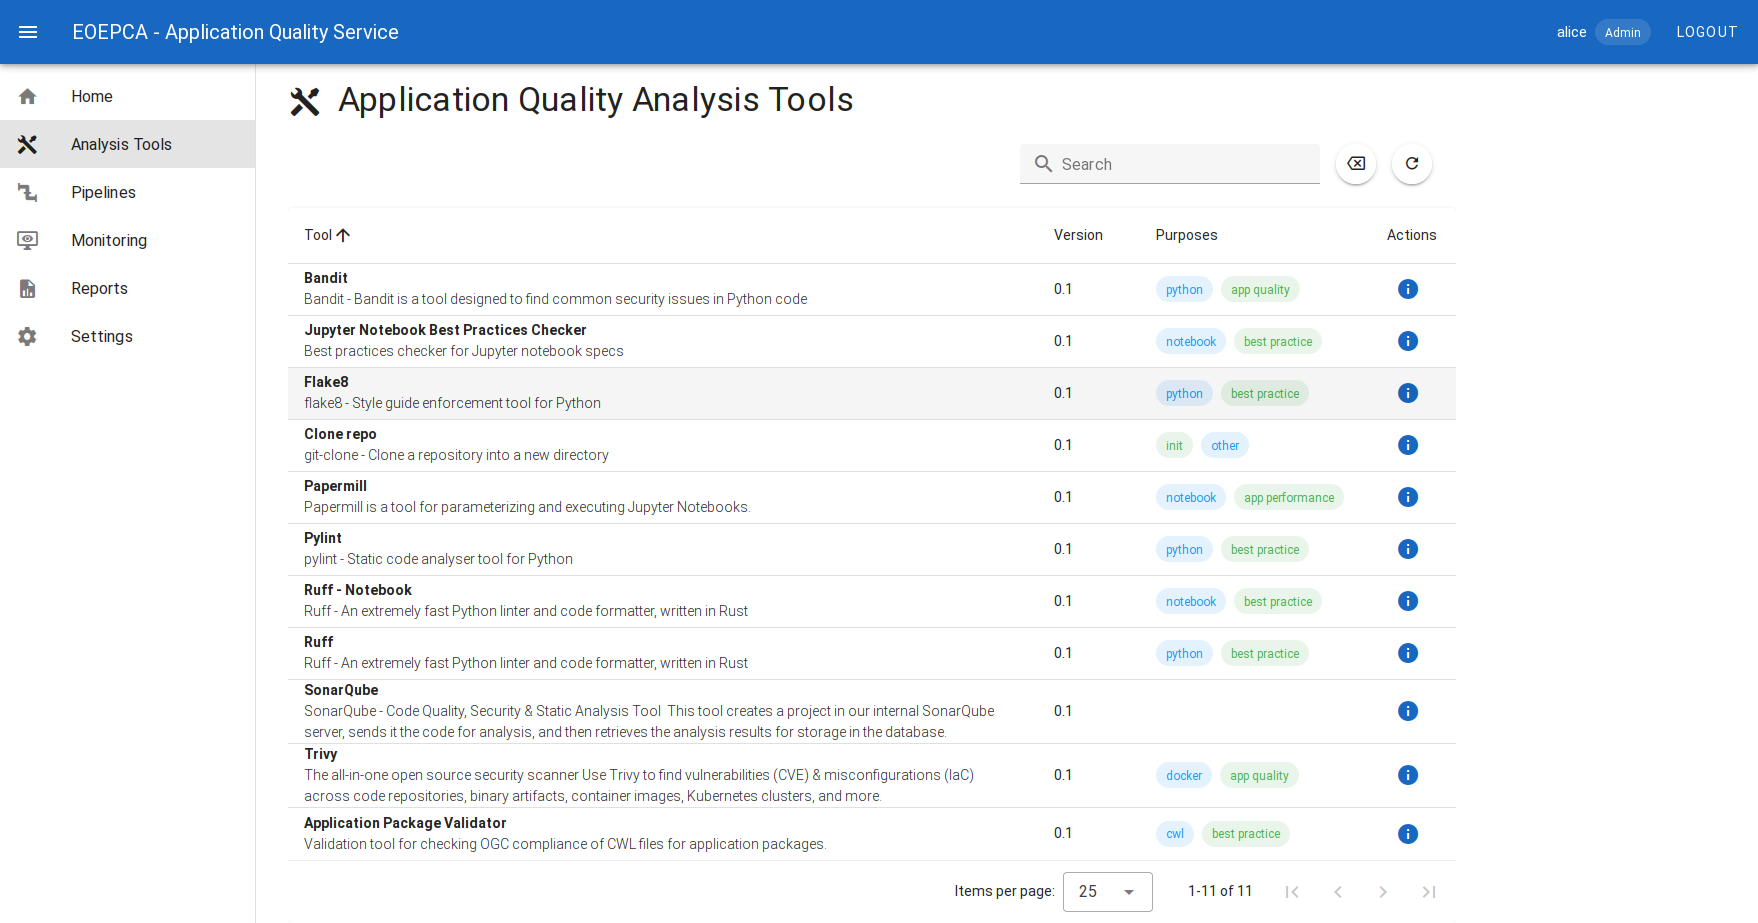 EOEPCA - Application Quality Service
alice Admin LOGOUT
Home
Analysis Tools
Pipelines
Monitoring
Reports
Settings
Application Quality Analysis Tools
Search
Tool Version Purposes Actions
Bandit
Bandit - Bandit is a tool designed to find common security issues in Python code
0.1 python app quality
Jupyter Notebook Best Practices Checker
Best practices checker for Jupyter notebook specs
0.1 notebook best practice
Flake8
flake8 - Style guide enforcement tool for Python
0.1 python best practice
Clone repo
git-clone - Clone a repository into a new directory
0.1 init other
Papermill
Papermill is a tool for parameterizing and executing Jupyter Notebooks.
0.1 notebook app performance
Pylint
pylint - Static code analyser tool for Python
0.1 python best practice
Ruff - Notebook
Ruff - An extremely fast Python linter and code formatter, written in Rust
0.1 notebook best practice
Ruff
Ruff - An extremely fast Python linter and code formatter, written in Rust
0.1 python best practice
SonarQube
SonarQube - Code Quality, Security & Static Analysis Tool This tool creates a project in our internal SonarQube
server, sends it the code for analysis, and then retrieves the analysis results for storage in the database.
0.1
Trivy
The all-in-one open source security scanner Use Trivy to find vulnerabilities (CVE) & misconfigurations (IaC)
across code repositories, binary artifacts, container images, Kubernetes clusters, and more.
0.1 docker app quality
Application Package Validator
Validation tool for checking OGC compliance of CWL files for application packages.
0.1 cwl best practice
Items per page: 25 1-11 of 11